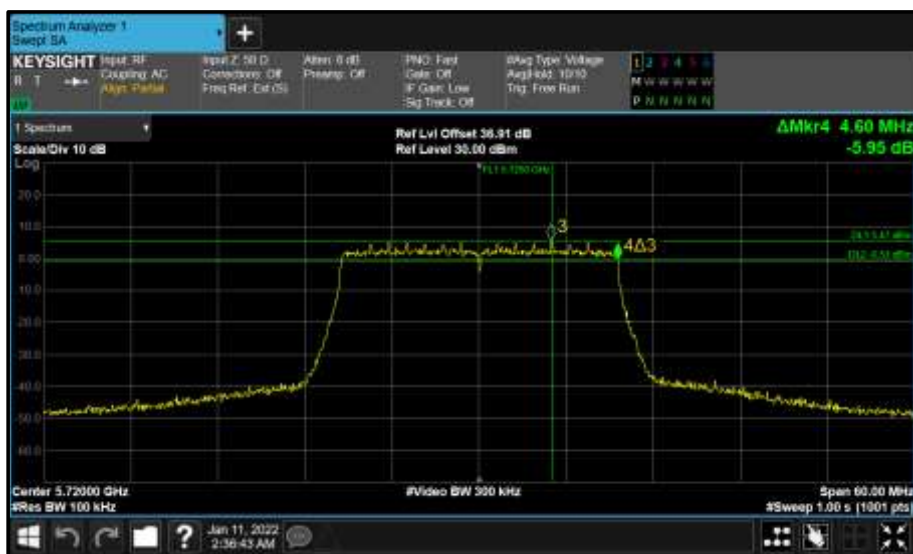 Spectrum Analyzer 1
Swept SA
KEYSIGHT
R T
Input: RF
Coupling: AC
Align: Partial
Input Z: 50 Ω
Corrections: Off
Freq Ref: Ext (S)
Atten: 6 dB
Preamp: Off
PNO: Fast
Gate: Off
IF Gain: Low
Sig Track: Off
#Avg Type: Voltage
Avg|Hold: 10/10
Trig: Free Run
1 2 3 4 5 6
M W W W W W
P N N N N N
1 Spectrum
Scale/Div 10 dB
Ref Lvl Offset 36.91 dB
Ref Level 30.00 dBm
ΔMkr4 4.60 MHz
-5.95 dB
Log
20.0
10.0
0.00
-10.0
-20.0
-30.0
-40.0
-50.0
-60.0
3
4Δ3
Center 5.72000 GHz
#Res BW 100 kHz
#Video BW 300 kHz
Span 60.00 MHz
#Sweep 1.00 s (1001 pts)
?
Jan 11, 2022
2:36:43 AM